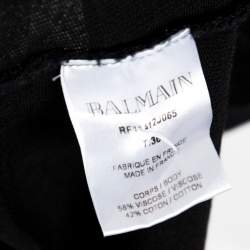 BALMAIN
FABRIQUE EN FRANCE
MADE IN FRANCE
CORPS / BODY
58% VISCOSE / VISCOSE
42% COTON / COTTON